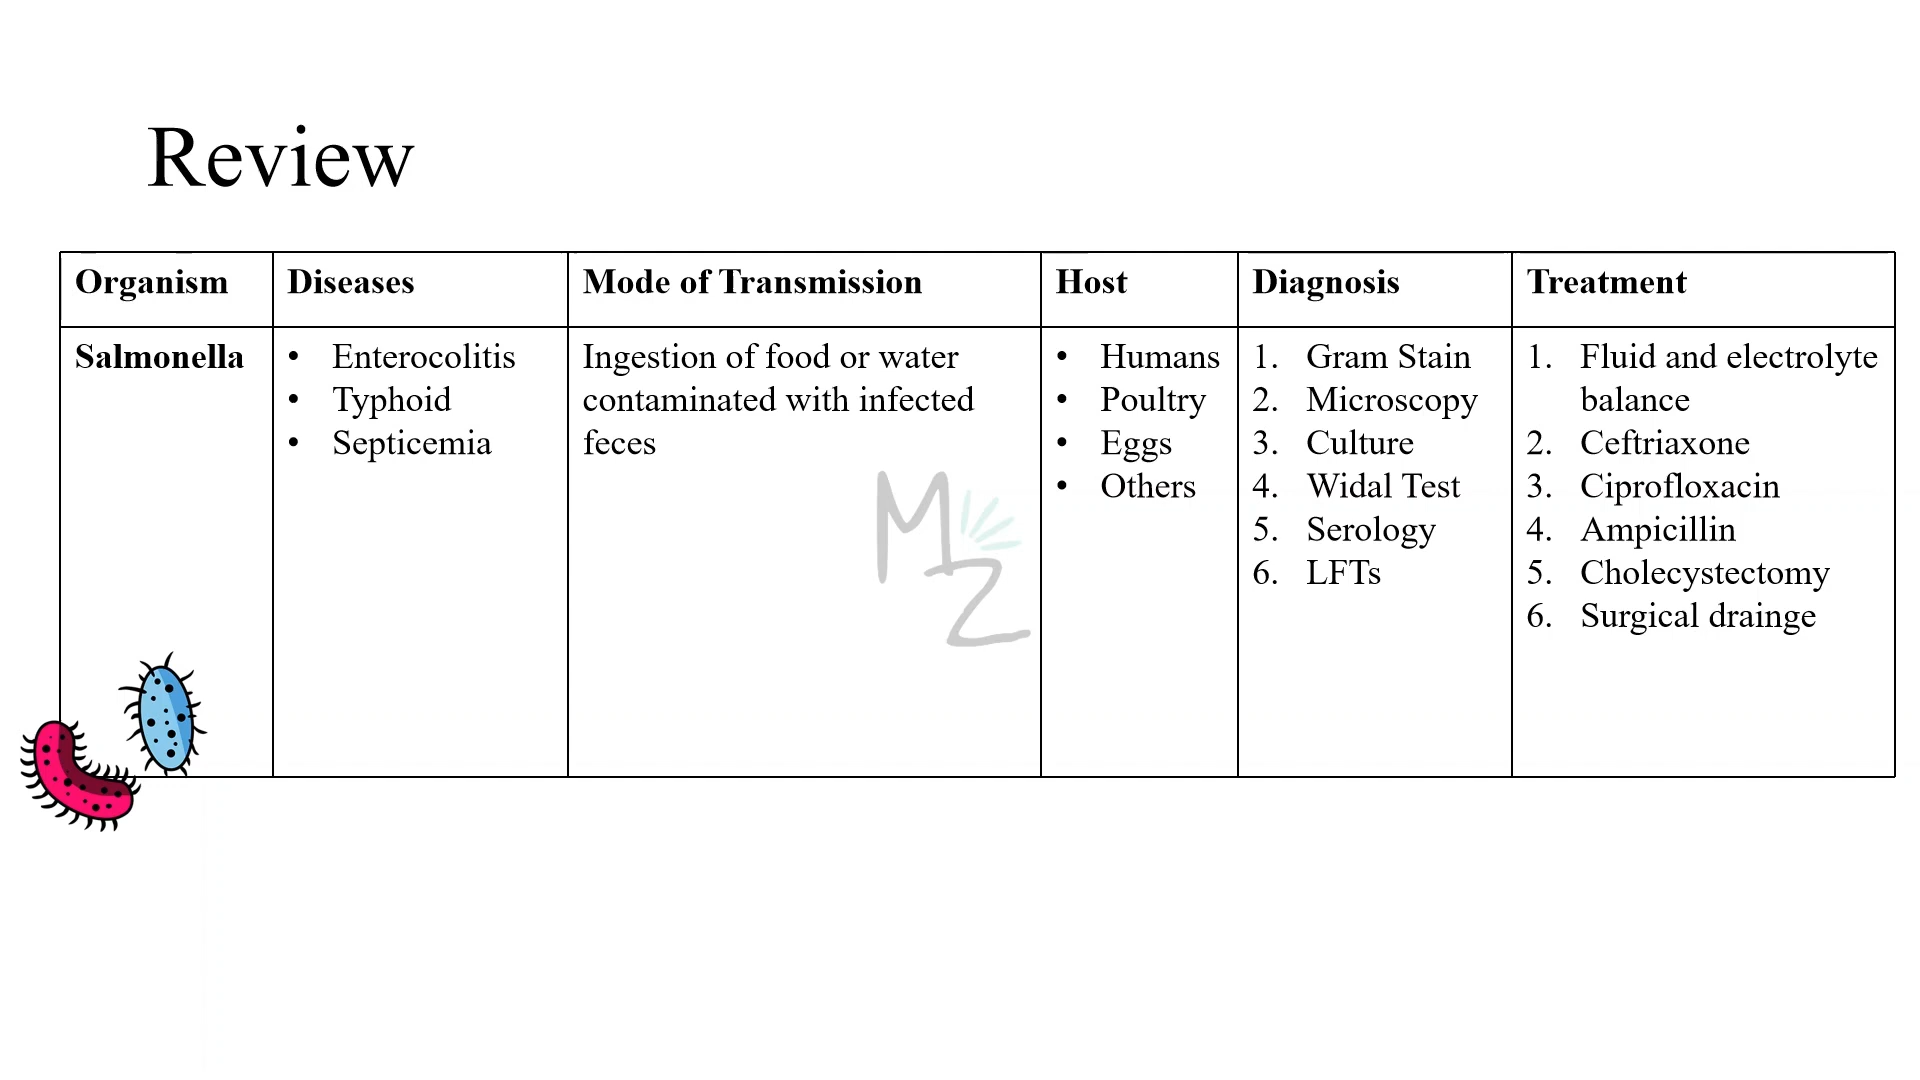 Review
Organism
Diseases
Mode of Transmission
Host
Diagnosis
Treatment
Salmonella
• Enterocolitis
• Typhoid
• Septicemia
Ingestion of food or water
contaminated with infected
feces
• Humans
• Poultry
• Eggs
• Others
1. Gram Stain
2. Microscopy
3. Culture
4. Widal Test
5. Serology
6. LFTs
1. Fluid and electrolyte
balance
2. Ceftriaxone
3. Ciprofloxacin
4. Ampicillin
5. Cholecystectomy
6. Surgical drainge
MZ